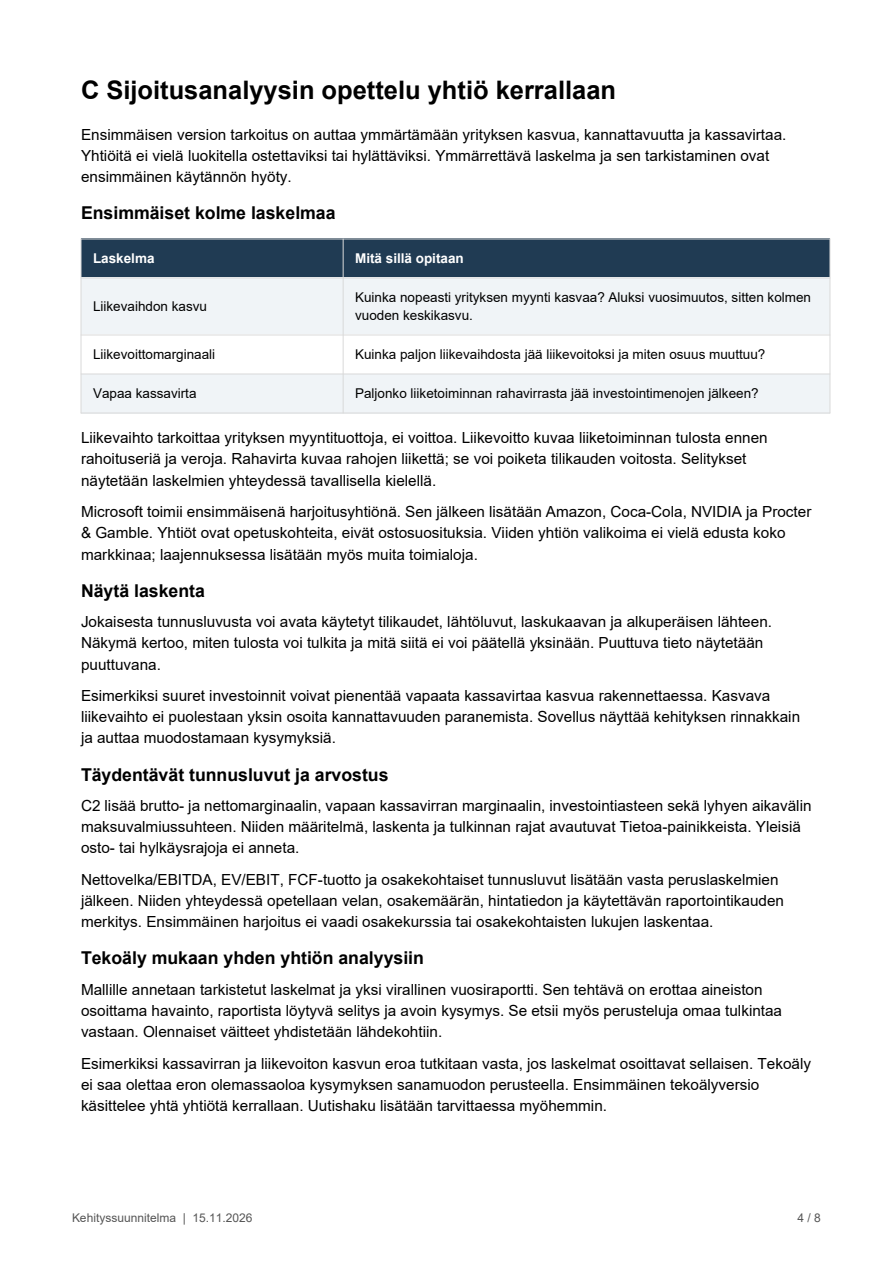 C Sijoitusanalyysin opettelu yhtiö kerrallaan
Ensimmäisen version tarkoitus on auttaa ymmärtämään yrityksen kasvua, kannattavuutta ja kassavirtaa.
Yhtiöitä ei vielä luokitella ostettaviksi tai hylättäviksi. Ymmärrettävä laskelma ja sen tarkistaminen ovat
ensimmäinen käytännön hyöty.
Ensimmäiset kolme laskelmaa
Laskelma Mitä sillä opitaan
Liikevaihdon kasvu Kuinka nopeasti yrityksen myynti kasvaa? Aluksi vuosimuutos, sitten kolmen
vuoden keskikasvu.
Liikevoittomarginaali Kuinka paljon liikevaihdosta jää liikevoitoksi ja miten osuus muuttuu?
Vapaa kassavirta Paljonko liiketoiminnan rahavirrasta jää investointimenojen jälkeen?
Liikevaihto tarkoittaa yrityksen myyntituottoja, ei voittoa. Liikevoitto kuvaa liiketoiminnan tulosta ennen
rahoituseriä ja veroja. Rahavirta kuvaa rahojen liikettä; se voi poiketa tilikauden voitosta. Selitykset
näytetään laskelmien yhteydessä tavallisella kielellä.
Microsoft toimii ensimmäisenä harjoitusyhtiönä. Sen jälkeen lisätään Amazon, Coca-Cola, NVIDIA ja Procter
& Gamble. Yhtiöt ovat opetuskohteita, eivät ostosuosituksia. Viiden yhtiön valikoima ei vielä edusta koko
markkinaa; laajennuksessa lisätään myös muita toimialoja.
Näytä laskenta
Jokaisesta tunnusluvusta voi avata käytetyt tilikaudet, lähtöluvut, laskukaavan ja alkuperäisen lähteen.
Näkymä kertoo, miten tulosta voi tulkita ja mitä siitä ei voi päätellä yksinään. Puuttuva tieto näytetään
puuttuvana.
Esimerkiksi suuret investoinnit voivat pienentää vapaata kassavirtaa kasvua rakennettaessa. Kasvava
liikevaihto ei puolestaan yksin osoita kannattavuuden paranemista. Sovellus näyttää kehityksen rinnakkain
ja auttaa muodostamaan kysymyksiä.
Täydentävät tunnusluvut ja arvostus
C2 lisää brutto- ja nettomarginaalin, vapaan kassavirran marginaalin, investointiasteen sekä lyhyen aikavälin
maksuvalmiussuhteen. Niiden määritelmä, laskenta ja tulkinnan rajat avautuvat Tietoa-painikkeista. Yleisiä
osto- tai hylkäysrajoja ei anneta.
Nettovelka/EBITDA, EV/EBIT, FCF-tuotto ja osakekohtaiset tunnusluvut lisätään vasta peruslaskelmien
jälkeen. Niiden yhteydessä opetellaan velan, osakemäärän, hintatiedon ja käytettävän raportointikauden
merkitys. Ensimmäinen harjoitus ei vaadi osakekurssia tai osakekohtaisten lukujen laskentaa.
Tekoäly mukaan yhden yhtiön analyysiin
Mallille annetaan tarkistetut laskelmat ja yksi virallinen vuosiraportti. Sen tehtävä on erottaa aineiston
osoittama havainto, raportista löytyvä selitys ja avoin kysymys. Se etsii myös perusteluja omaa tulkintaa
vastaan. Olennaiset väitteet yhdistetään lähdekohtiin.
Esimerkiksi kassavirran ja liikevoiton kasvun eroa tutkitaan vasta, jos laskelmat osoittavat sellaisen. Tekoäly
ei saa olettaa eron olemassaoloa kysymyksen sanamuodon perusteella. Ensimmäinen tekoälyversio
käsittelee yhtä yhtiötä kerrallaan. Uutishaku lisätään tarvittaessa myöhemmin.
Kehityssuunnitelma | 15.11.2026 4 / 8